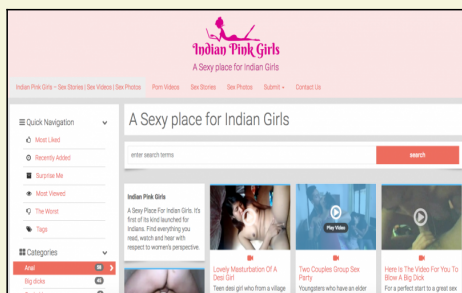 Indian Pink Girls
A Sexy place for Indian Girls
Indian Pink Girls – Sex Stories | Sex Videos | Sex Photos
Porn Videos
Sex Stories
Sex Photos
Submit
Contact Us
Quick Navigation
Most Liked
Recently Added
Surprise Me
Most Viewed
The Worst
Tags
Categories
Anal
Big dicks
A Sexy place for Indian Girls
enter search terms
search
Indian Pink Girls
A Sexy Place For Indian Girls. It's
first of its kind launched for
Indians. Find everything you
read, watch and hear with
respect to women's perspective.
Lovely Masturbation Of A
Desi Girl
Teen desi girl who from a village
Play Video
Two Couples Group Sex
Party
Youngsters who have an elder
Here Is The Video For You To
Blow A Big Dick
For a perfect start to a great sex